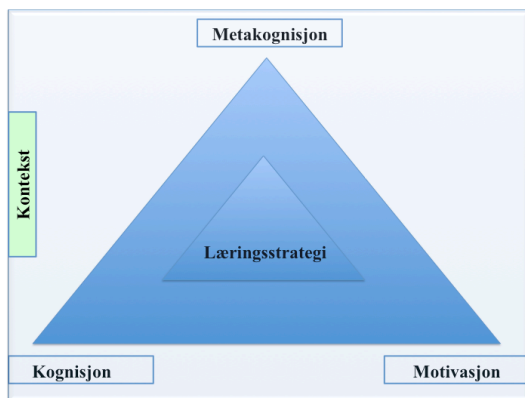 Metakognisjon
Kontekst
Læringsstrategi
Kognisjon
Motivasjon